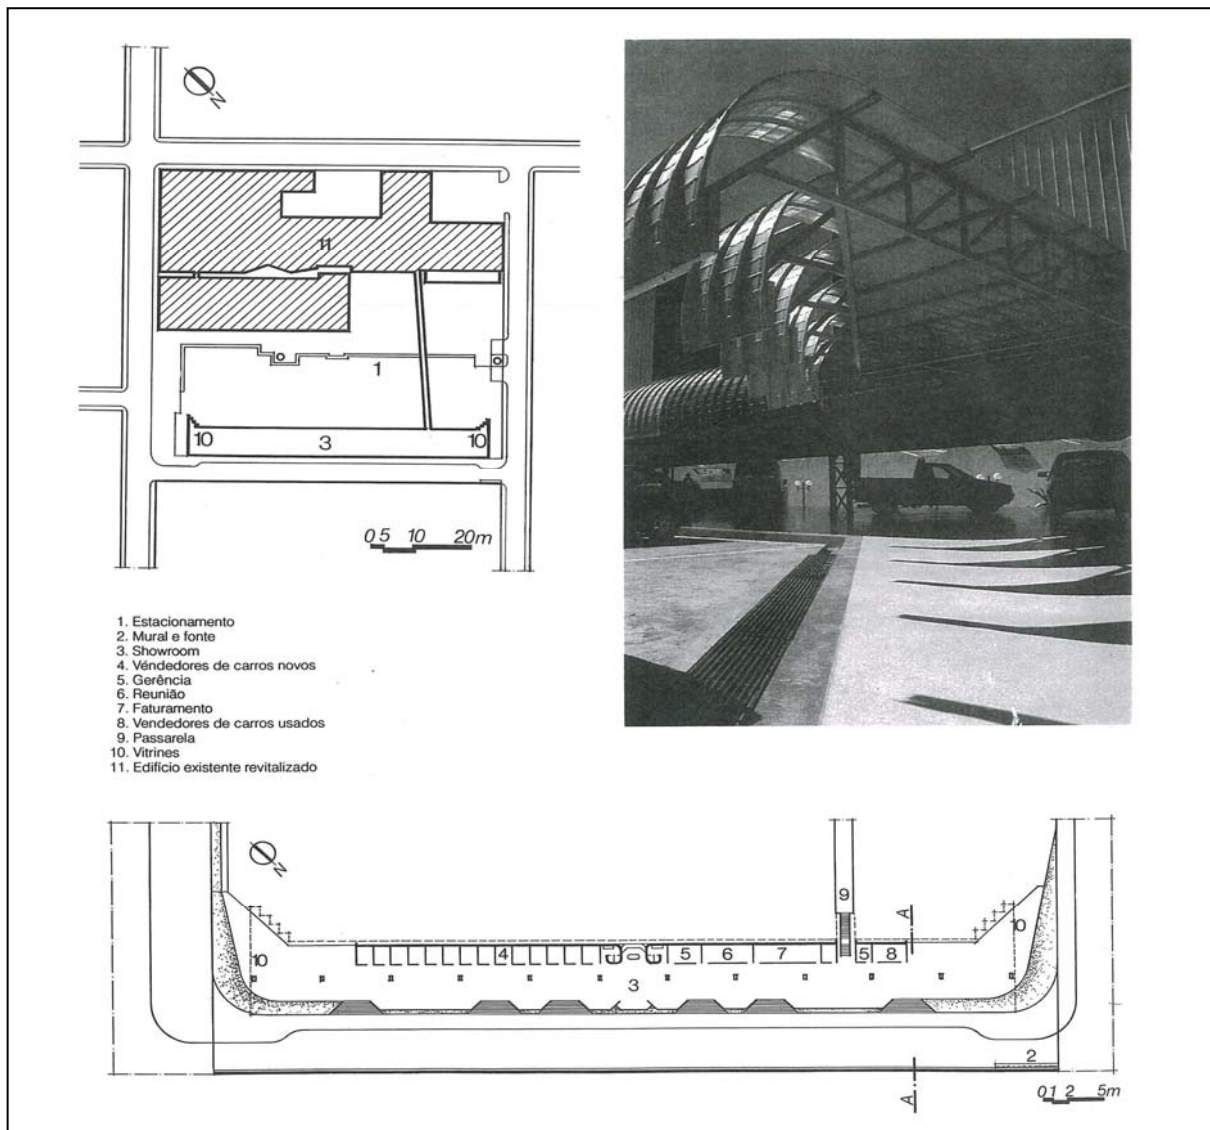 N
11
1
10 3 10
0 5 10 20m
1. Estacionamento
2. Mural e fonte
3. Showroom
4. Véndedores de carros novos
5. Gerência
6. Reunião
7. Faturamento
8. Vendedores de carros usados
9. Passarela
10. Vitrines
11. Edifício existente revitalizado
N
9
A
10 4 5 6 7 5 8 10
3
2
A
0 1 2 5m